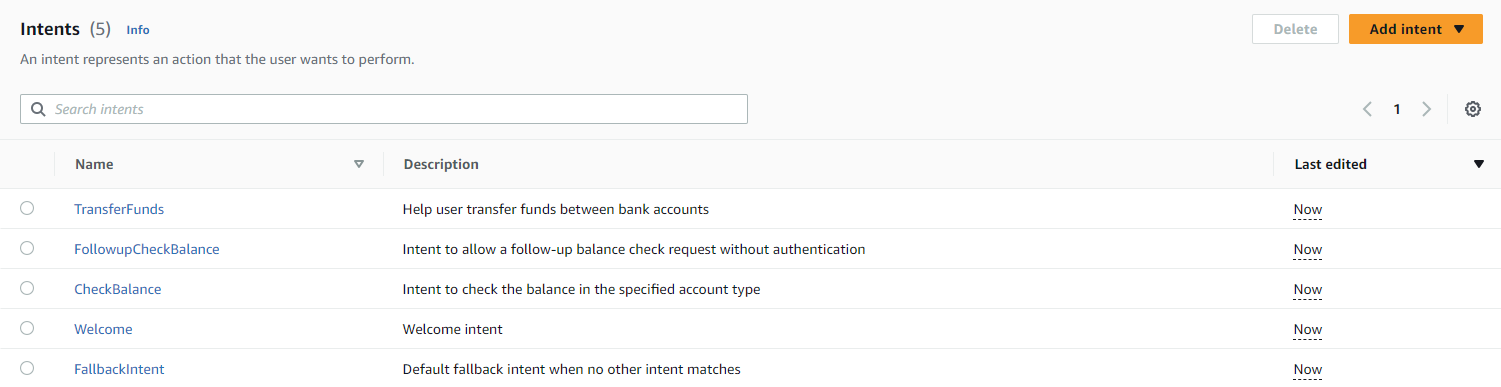 Intents (5) Info
Delete
Add intent
An intent represents an action that the user wants to perform.
Search intents
1
Name Description Last edited
TransferFunds Help user transfer funds between bank accounts Now
FollowupCheckBalance Intent to allow a follow-up balance check request without authentication Now
CheckBalance Intent to check the balance in the specified account type Now
Welcome Welcome intent Now
FallbackIntent Default fallback intent when no other intent matches Now